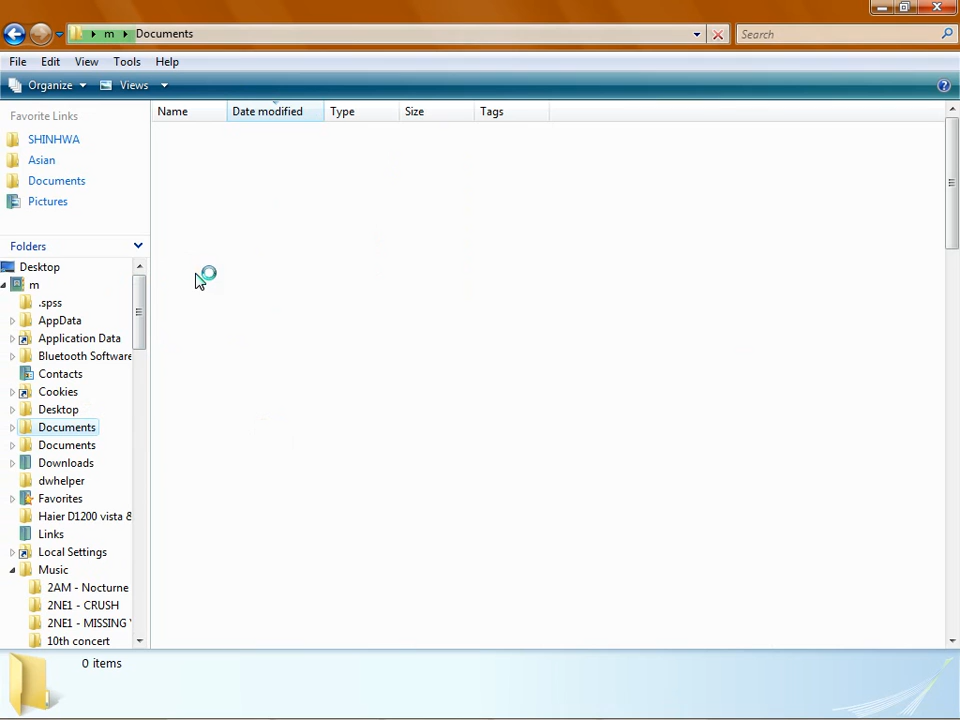 m Documents
Search
File Edit View Tools Help
Organize Views
Name Date modified Type Size Tags
Favorite Links
SHINHWA
Asian
Documents
Pictures
Folders
Desktop
m
.spss
AppData
Application Data
Bluetooth Software
Contacts
Cookies
Desktop
Documents
Documents
Downloads
dwhelper
Favorites
Haier D1200 vista &
Links
Local Settings
Music
2AM - Nocturne
2NE1 - CRUSH
2NE1 - MISSING
10th concert
0 items